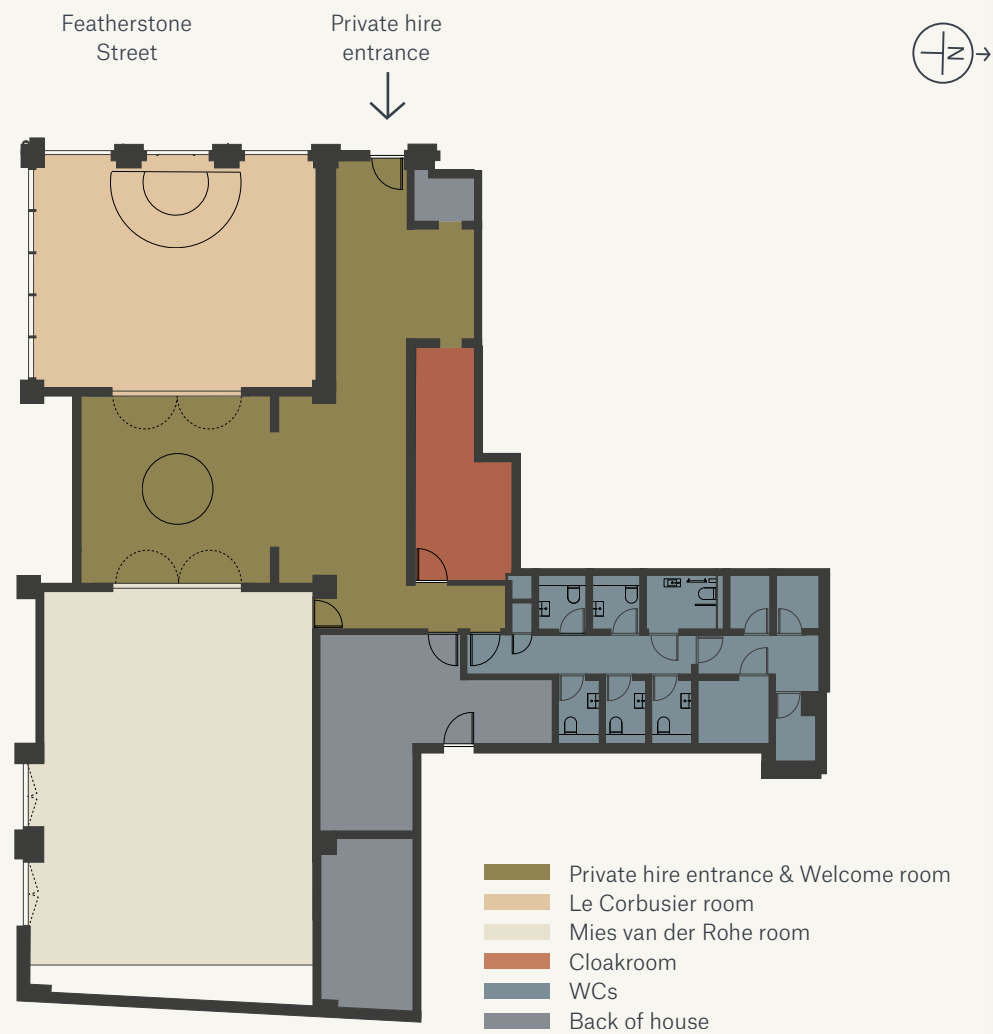 Featherstone
Street
Private hire
entrance
N
Private hire entrance & Welcome room
Le Corbusier room
Mies van der Rohe room
Cloakroom
WCs
Back of house